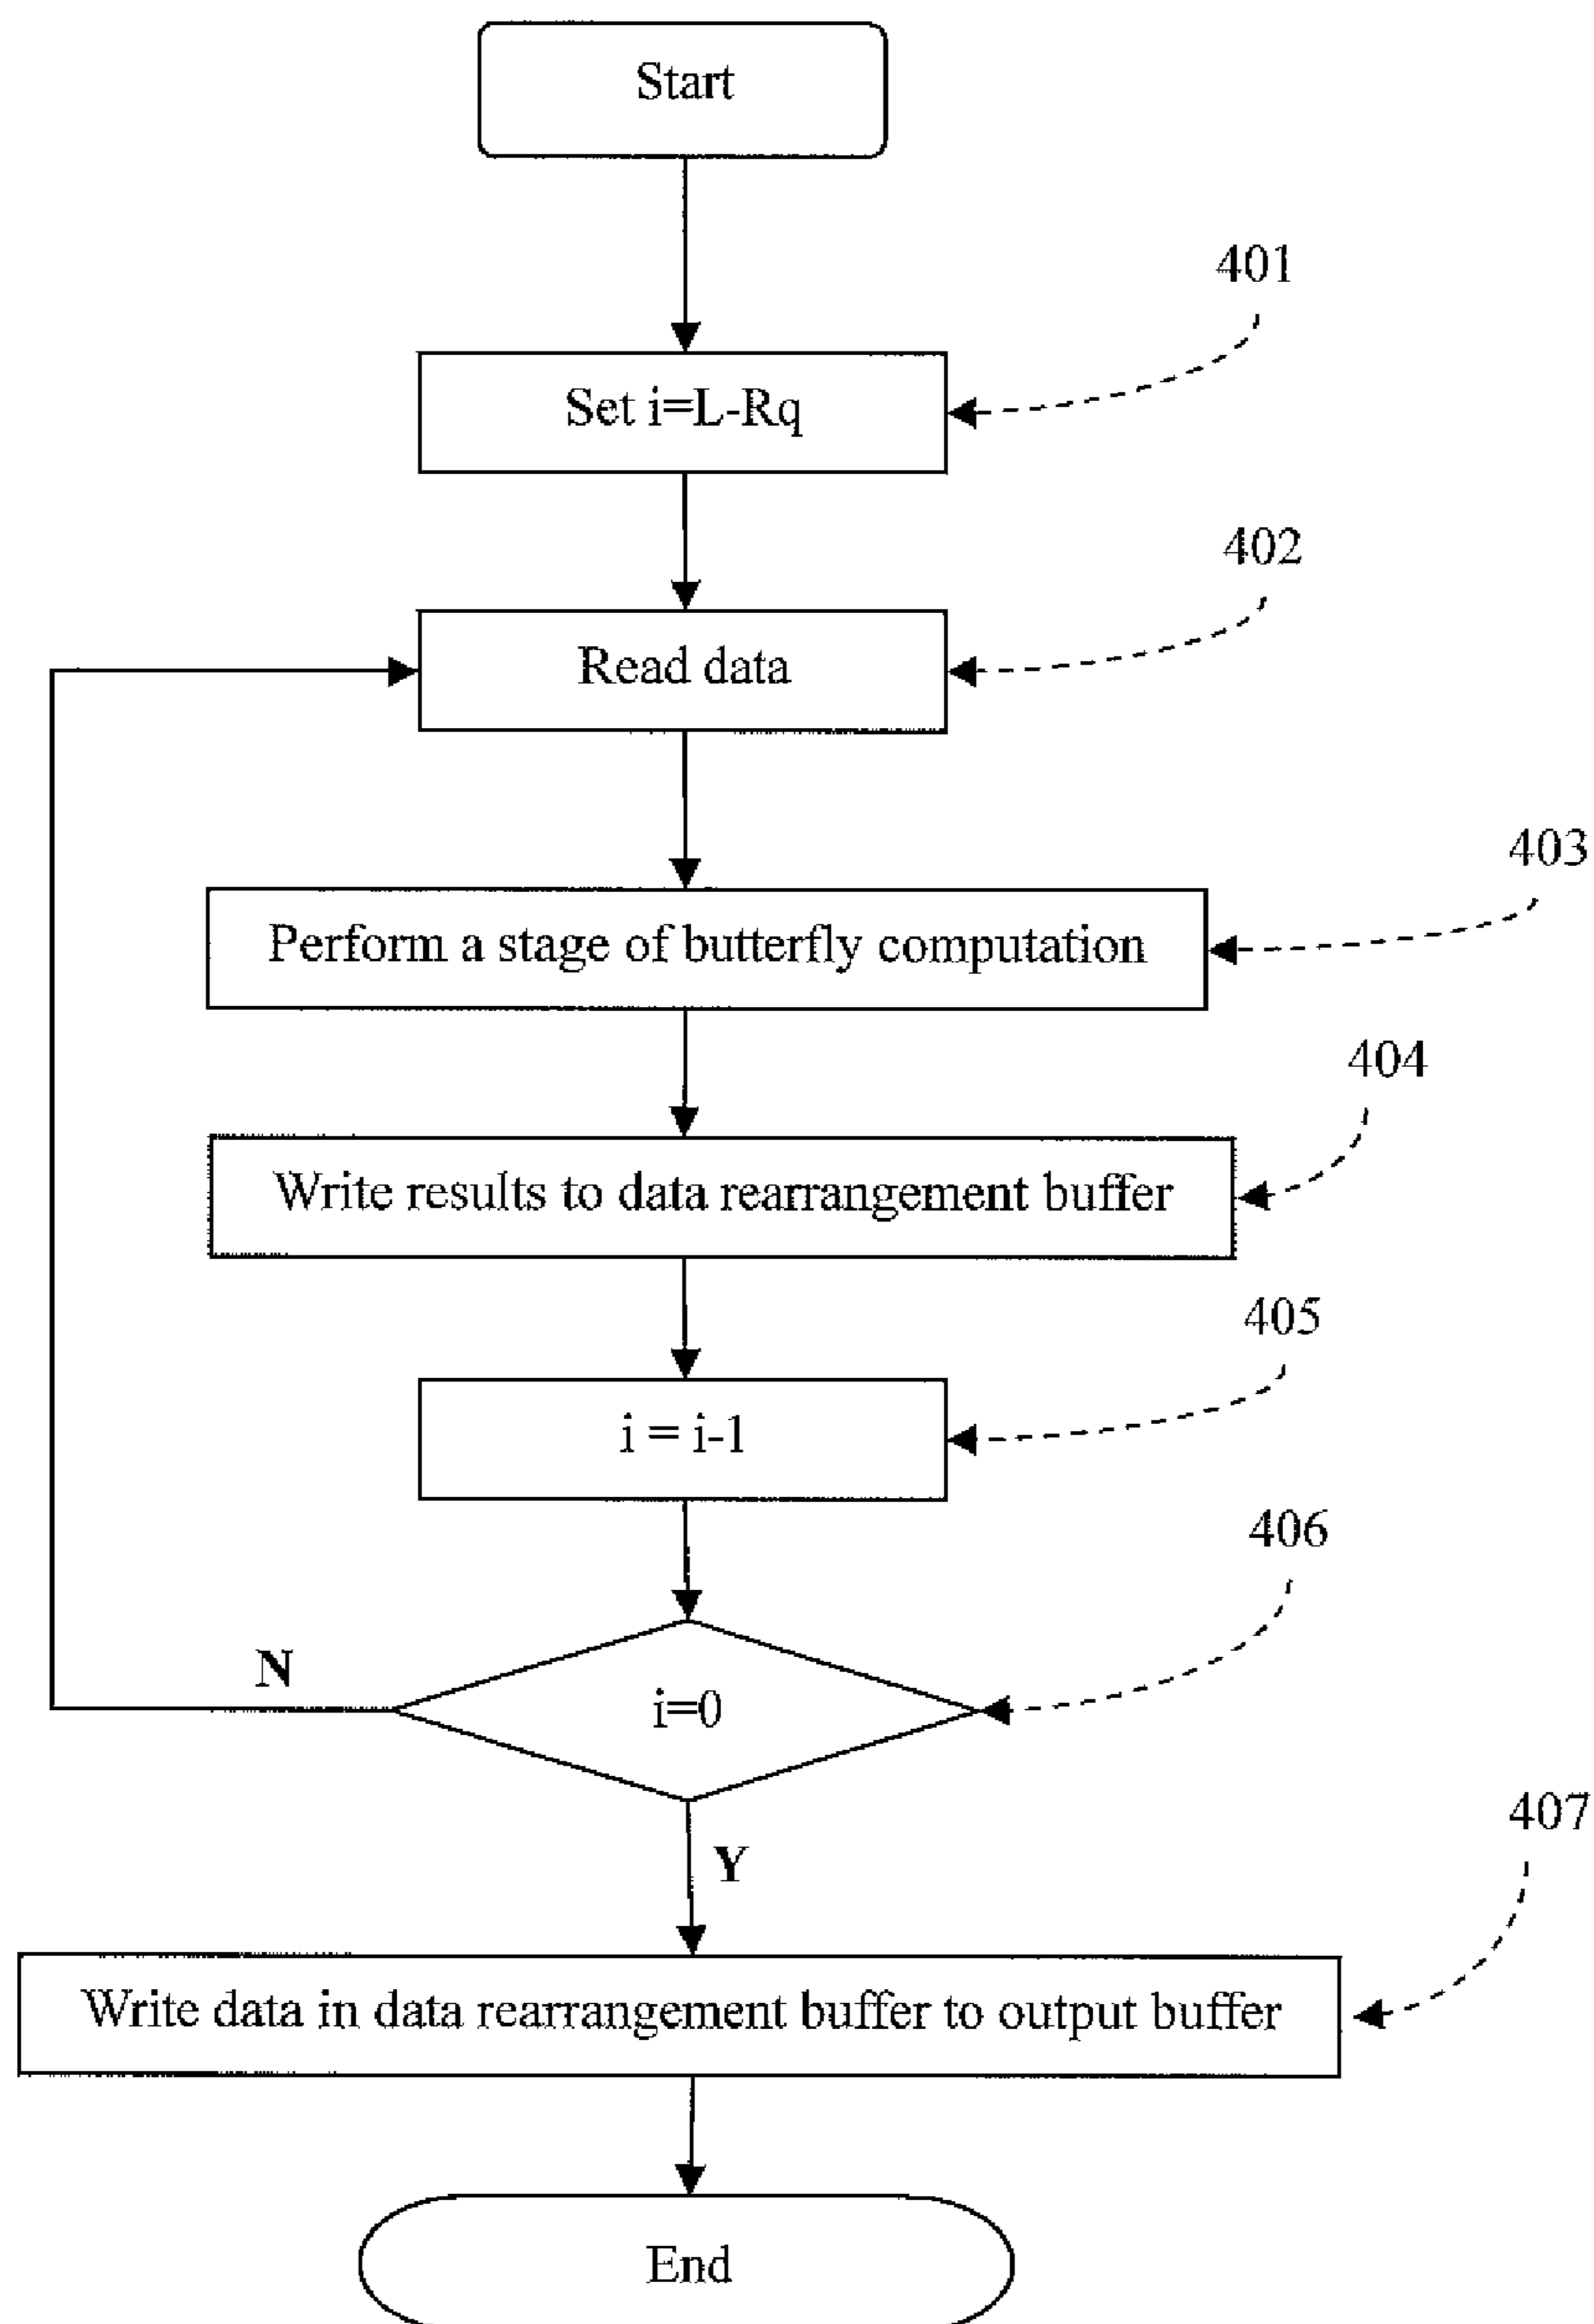 Start
401
Set i=L-Rq
402
Read data
403
Perform a stage of butterfly computation
404
Write results to data rearrangement buffer
405
i = i-1
406
N
i=0
407
Y
Write data in data rearrangement buffer to output buffer
End